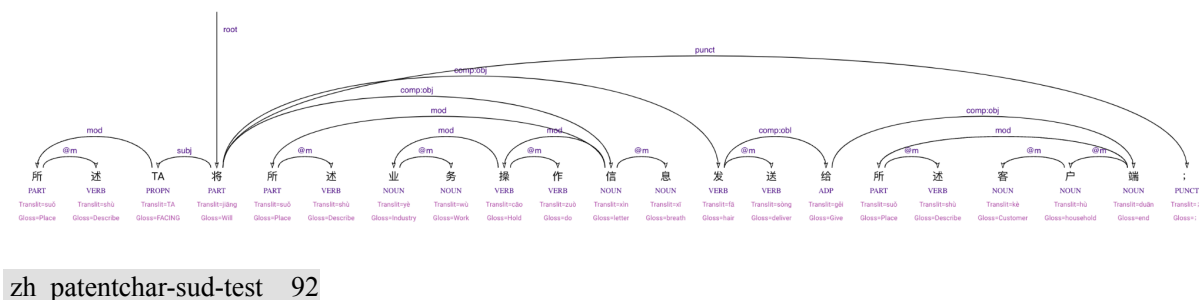 root
punct
comp:obj
comp:obj
mod comp:obj
mod mod mod comp:obl mod
@m subj @m @m @m @m @m @m @m @m
所 述 TA 将 所 述 业 务 操 作 信 息 发 送 给 所 述 客 户 端 ;
PART VERB PROPN PART PART VERB NOUN NOUN VERB VERB NOUN NOUN VERB VERB ADP PART VERB NOUN NOUN NOUN PUNCT
Translit=suǒ Translit=shù Translit=TA Translit=jiāng Translit=suǒ Translit=shù Translit=yè Translit=wù Translit=cāo Translit=zuò Translit=xìn Translit=xī Translit=fā Translit=sòng Translit=gěi Translit=suǒ Translit=shù Translit=kè Translit=hù Translit=duān Translit=;
Gloss=Place Gloss=Describe Gloss=FACING Gloss=Will Gloss=Place Gloss=Describe Gloss=Industry Gloss=Work Gloss=Hold Gloss=do Gloss=letter Gloss=breath Gloss=hair Gloss=deliver Gloss=Give Gloss=Place Gloss=Describe Gloss=Customer Gloss=household Gloss=end Gloss=;
zh_patentchar-sud-test 92